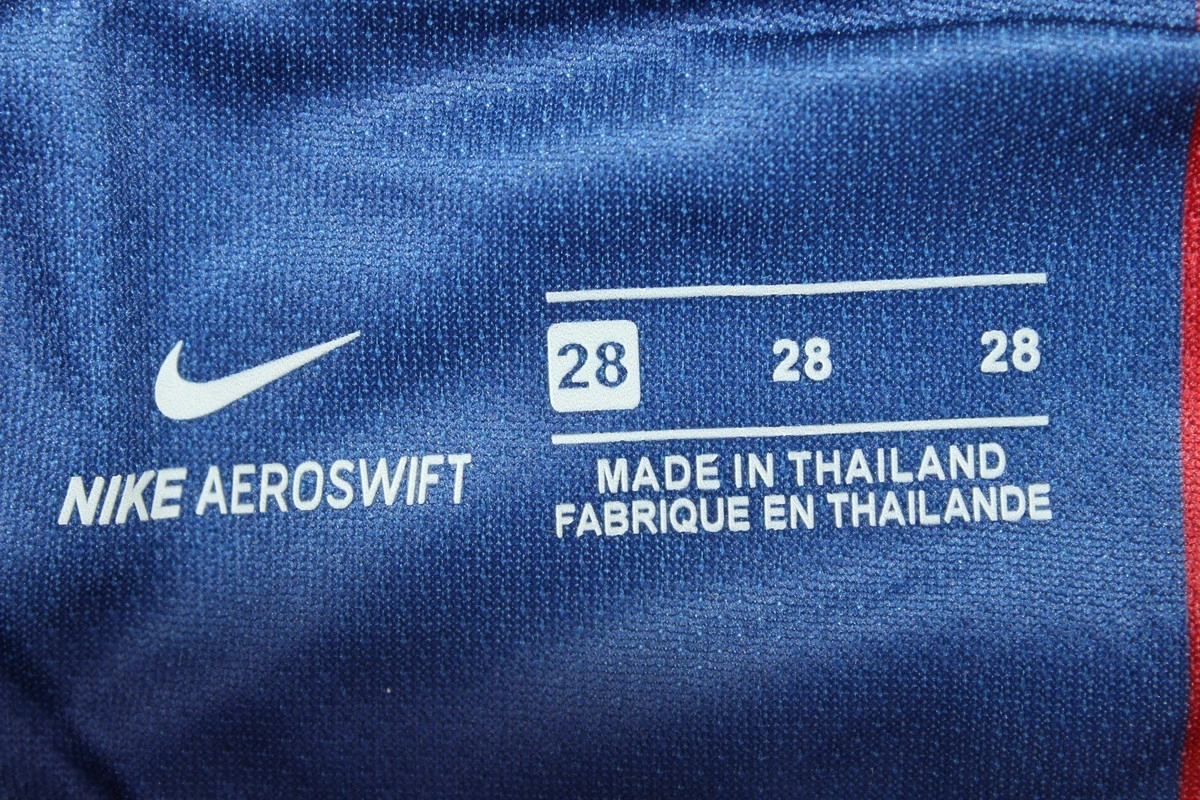 NIKE AEROSWIFT
28 28 28
MADE IN THAILAND
FABRIQUE EN THAILANDE